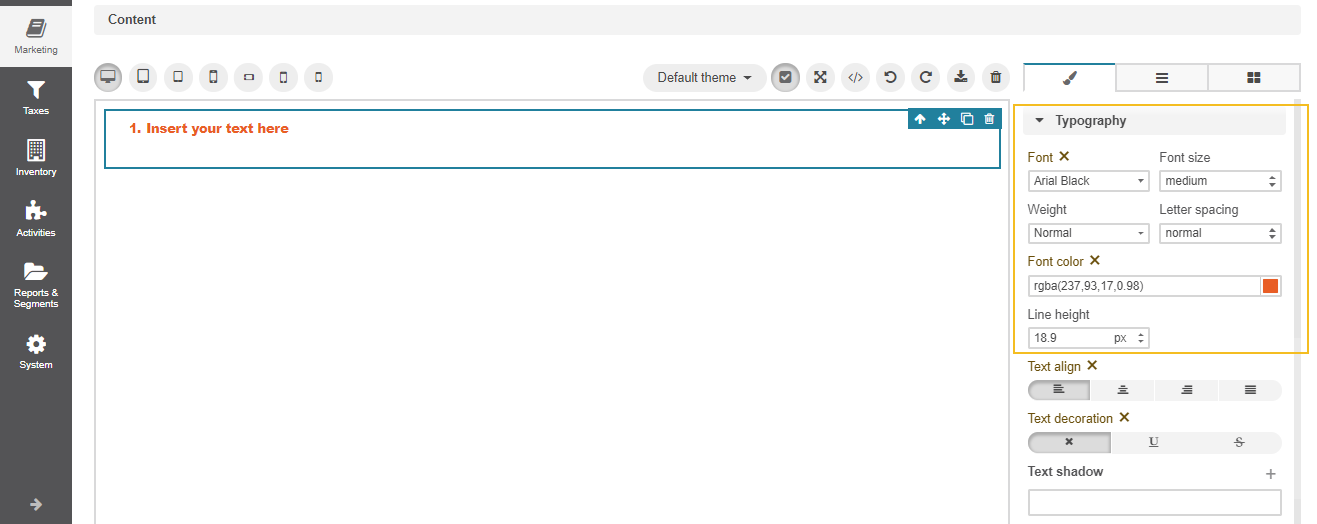 Content
Marketing
Taxes
Inventory
Activities
Reports &
Segments
System
Default theme
</>
1. Insert your text here
Typography
Font ✕ Font size
Arial Black medium
Weight Letter spacing
Normal normal
Font color ✕
rgba(237,93,17,0.98)
Line height
18.9 px
Text align ✕
Text decoration ✕
✕ U S
Text shadow +